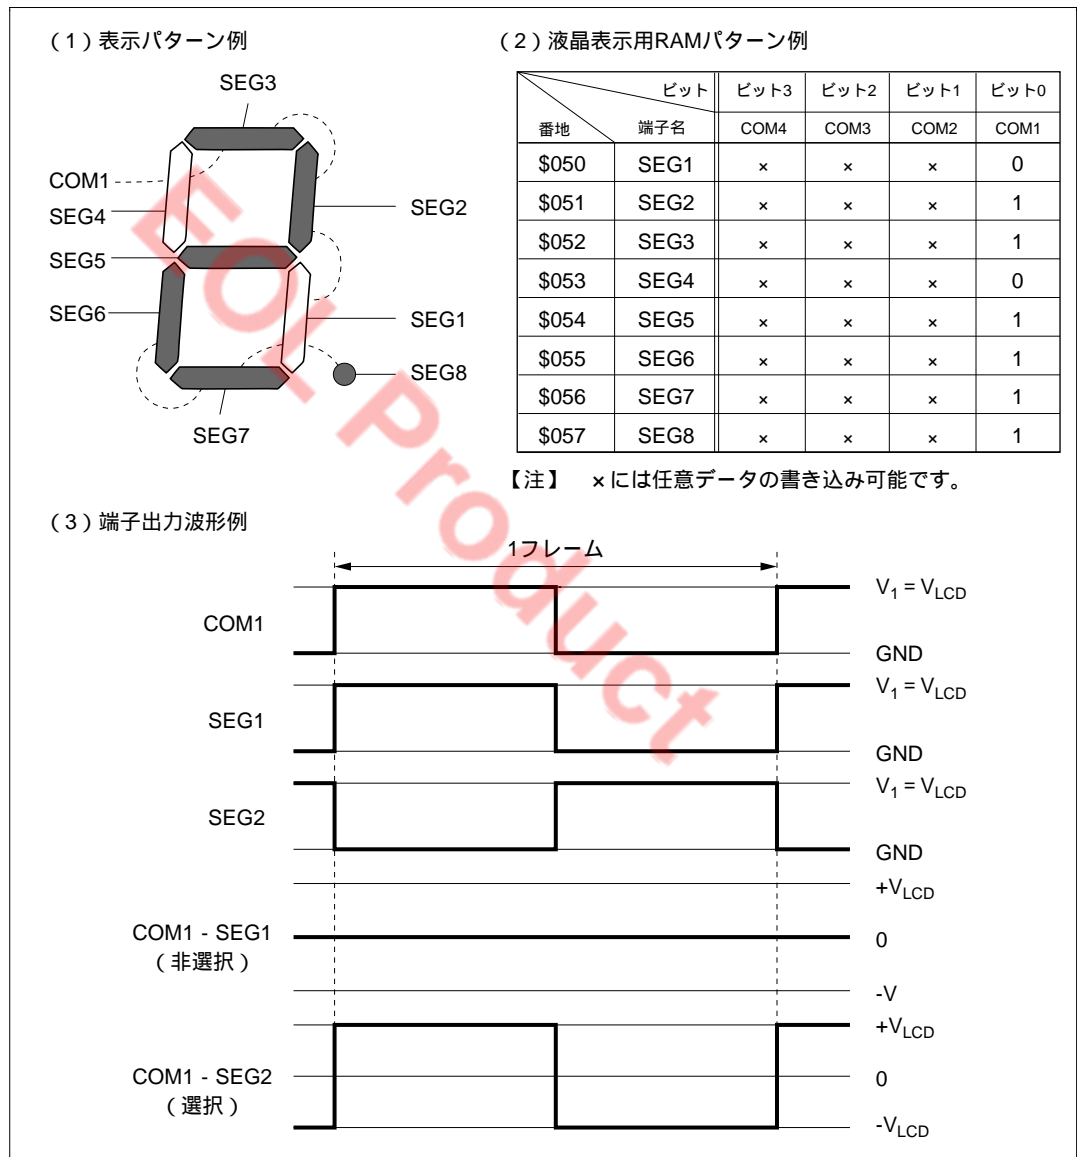 （1）表示パターン例
SEG3
COM1
SEG4
SEG2
SEG5
SEG6
SEG1
SEG8
SEG7
（2）液晶表示用RAMパターン例
ビット ビット3 ビット2 ビット1 ビット0
番地 端子名 COM4 COM3 COM2 COM1
$050 SEG1 × × × 0
$051 SEG2 × × × 1
$052 SEG3 × × × 1
$053 SEG4 × × × 0
$054 SEG5 × × × 1
$055 SEG6 × × × 1
$056 SEG7 × × × 1
$057 SEG8 × × × 1
【注】 ×には任意データの書き込み可能です。
（3）端子出力波形例
1フレーム
COM1
V1 = VLCD
GND
SEG1
V1 = VLCD
GND
SEG2
V1 = VLCD
GND
COM1 - SEG1
（非選択）
+VLCD
0
-V
COM1 - SEG2
（選択）
+VLCD
0
-VLCD
EOL Product